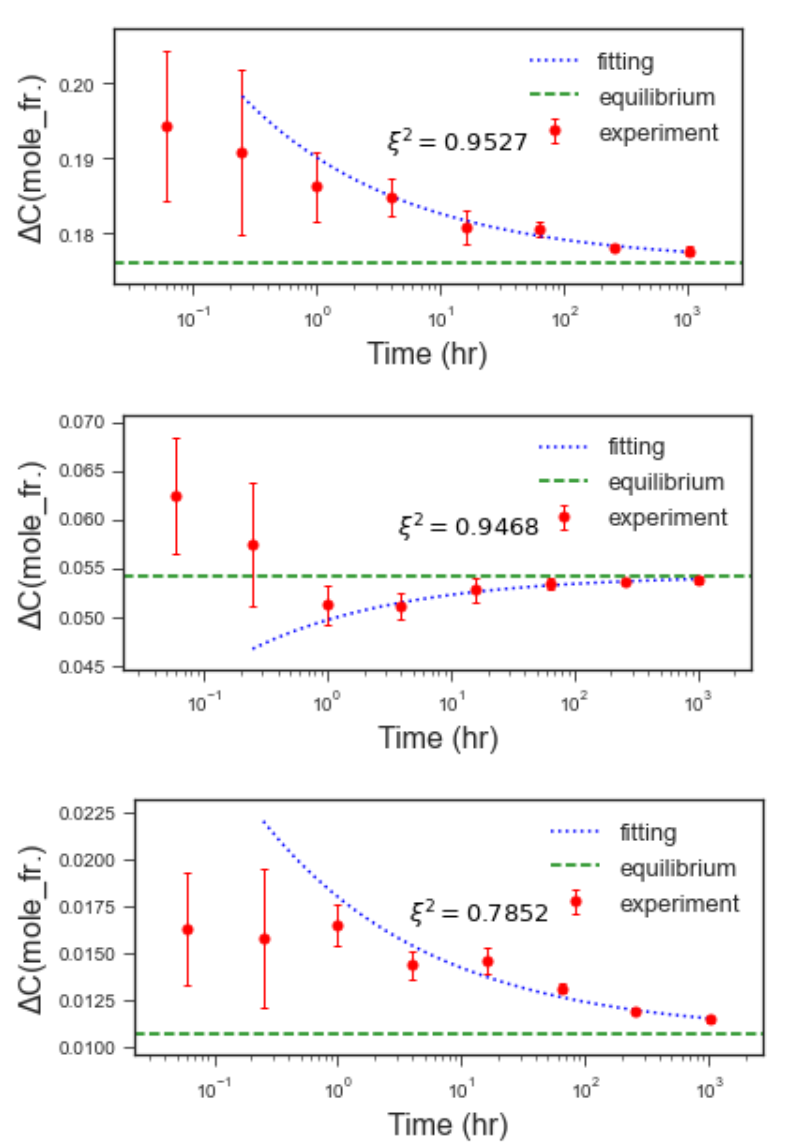 fitting
equilibrium
experiment
ξ² = 0.9527
ΔC(mole_fr.)
0.20
0.19
0.18
10⁻¹ 10⁰ 10¹ 10² 10³
Time (hr)
fitting
equilibrium
experiment
ξ² = 0.9468
ΔC(mole_fr.)
0.070
0.065
0.060
0.055
0.050
0.045
10⁻¹ 10⁰ 10¹ 10² 10³
Time (hr)
fitting
equilibrium
experiment
ξ² = 0.7852
ΔC(mole_fr.)
0.0225
0.0200
0.0175
0.0150
0.0125
0.0100
10⁻¹ 10⁰ 10¹ 10² 10³
Time (hr)